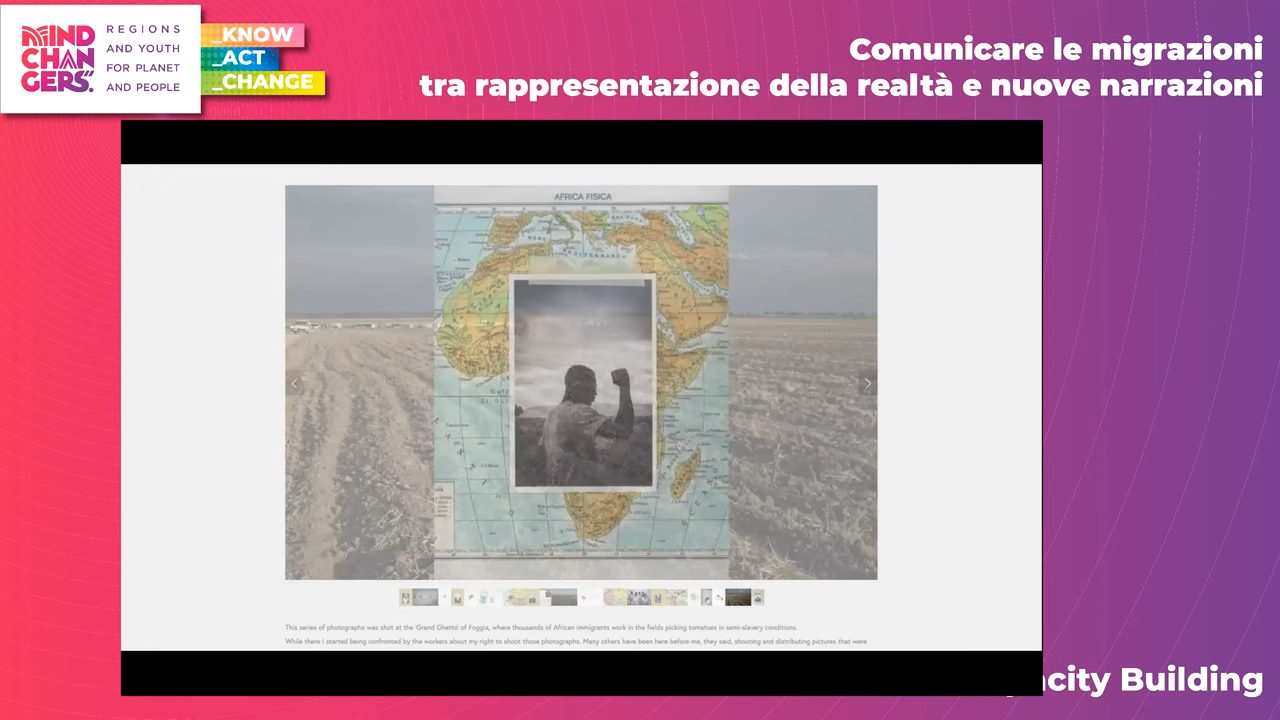 MIND
CHAN
GERS.
REGIONS
AND YOUTH
FOR PLANET
AND PEOPLE
_KNOW
_ACT
_CHANGE
Comunicare le migrazioni
tra rappresentazione della realtà e nuove narrazioni
AFRICA FISICA
MEDITERRANEO
This series of photographs was shot at the 'Grand Ghetto' of Foggia, where thousands of African immigrants work in the fields picking tomatoes in semi-slavery conditions.
While there I started being confronted by the workers about my right to shoot those photographs. Many others have been here before me, they said, shooting and distributing pictures that were
acity Building